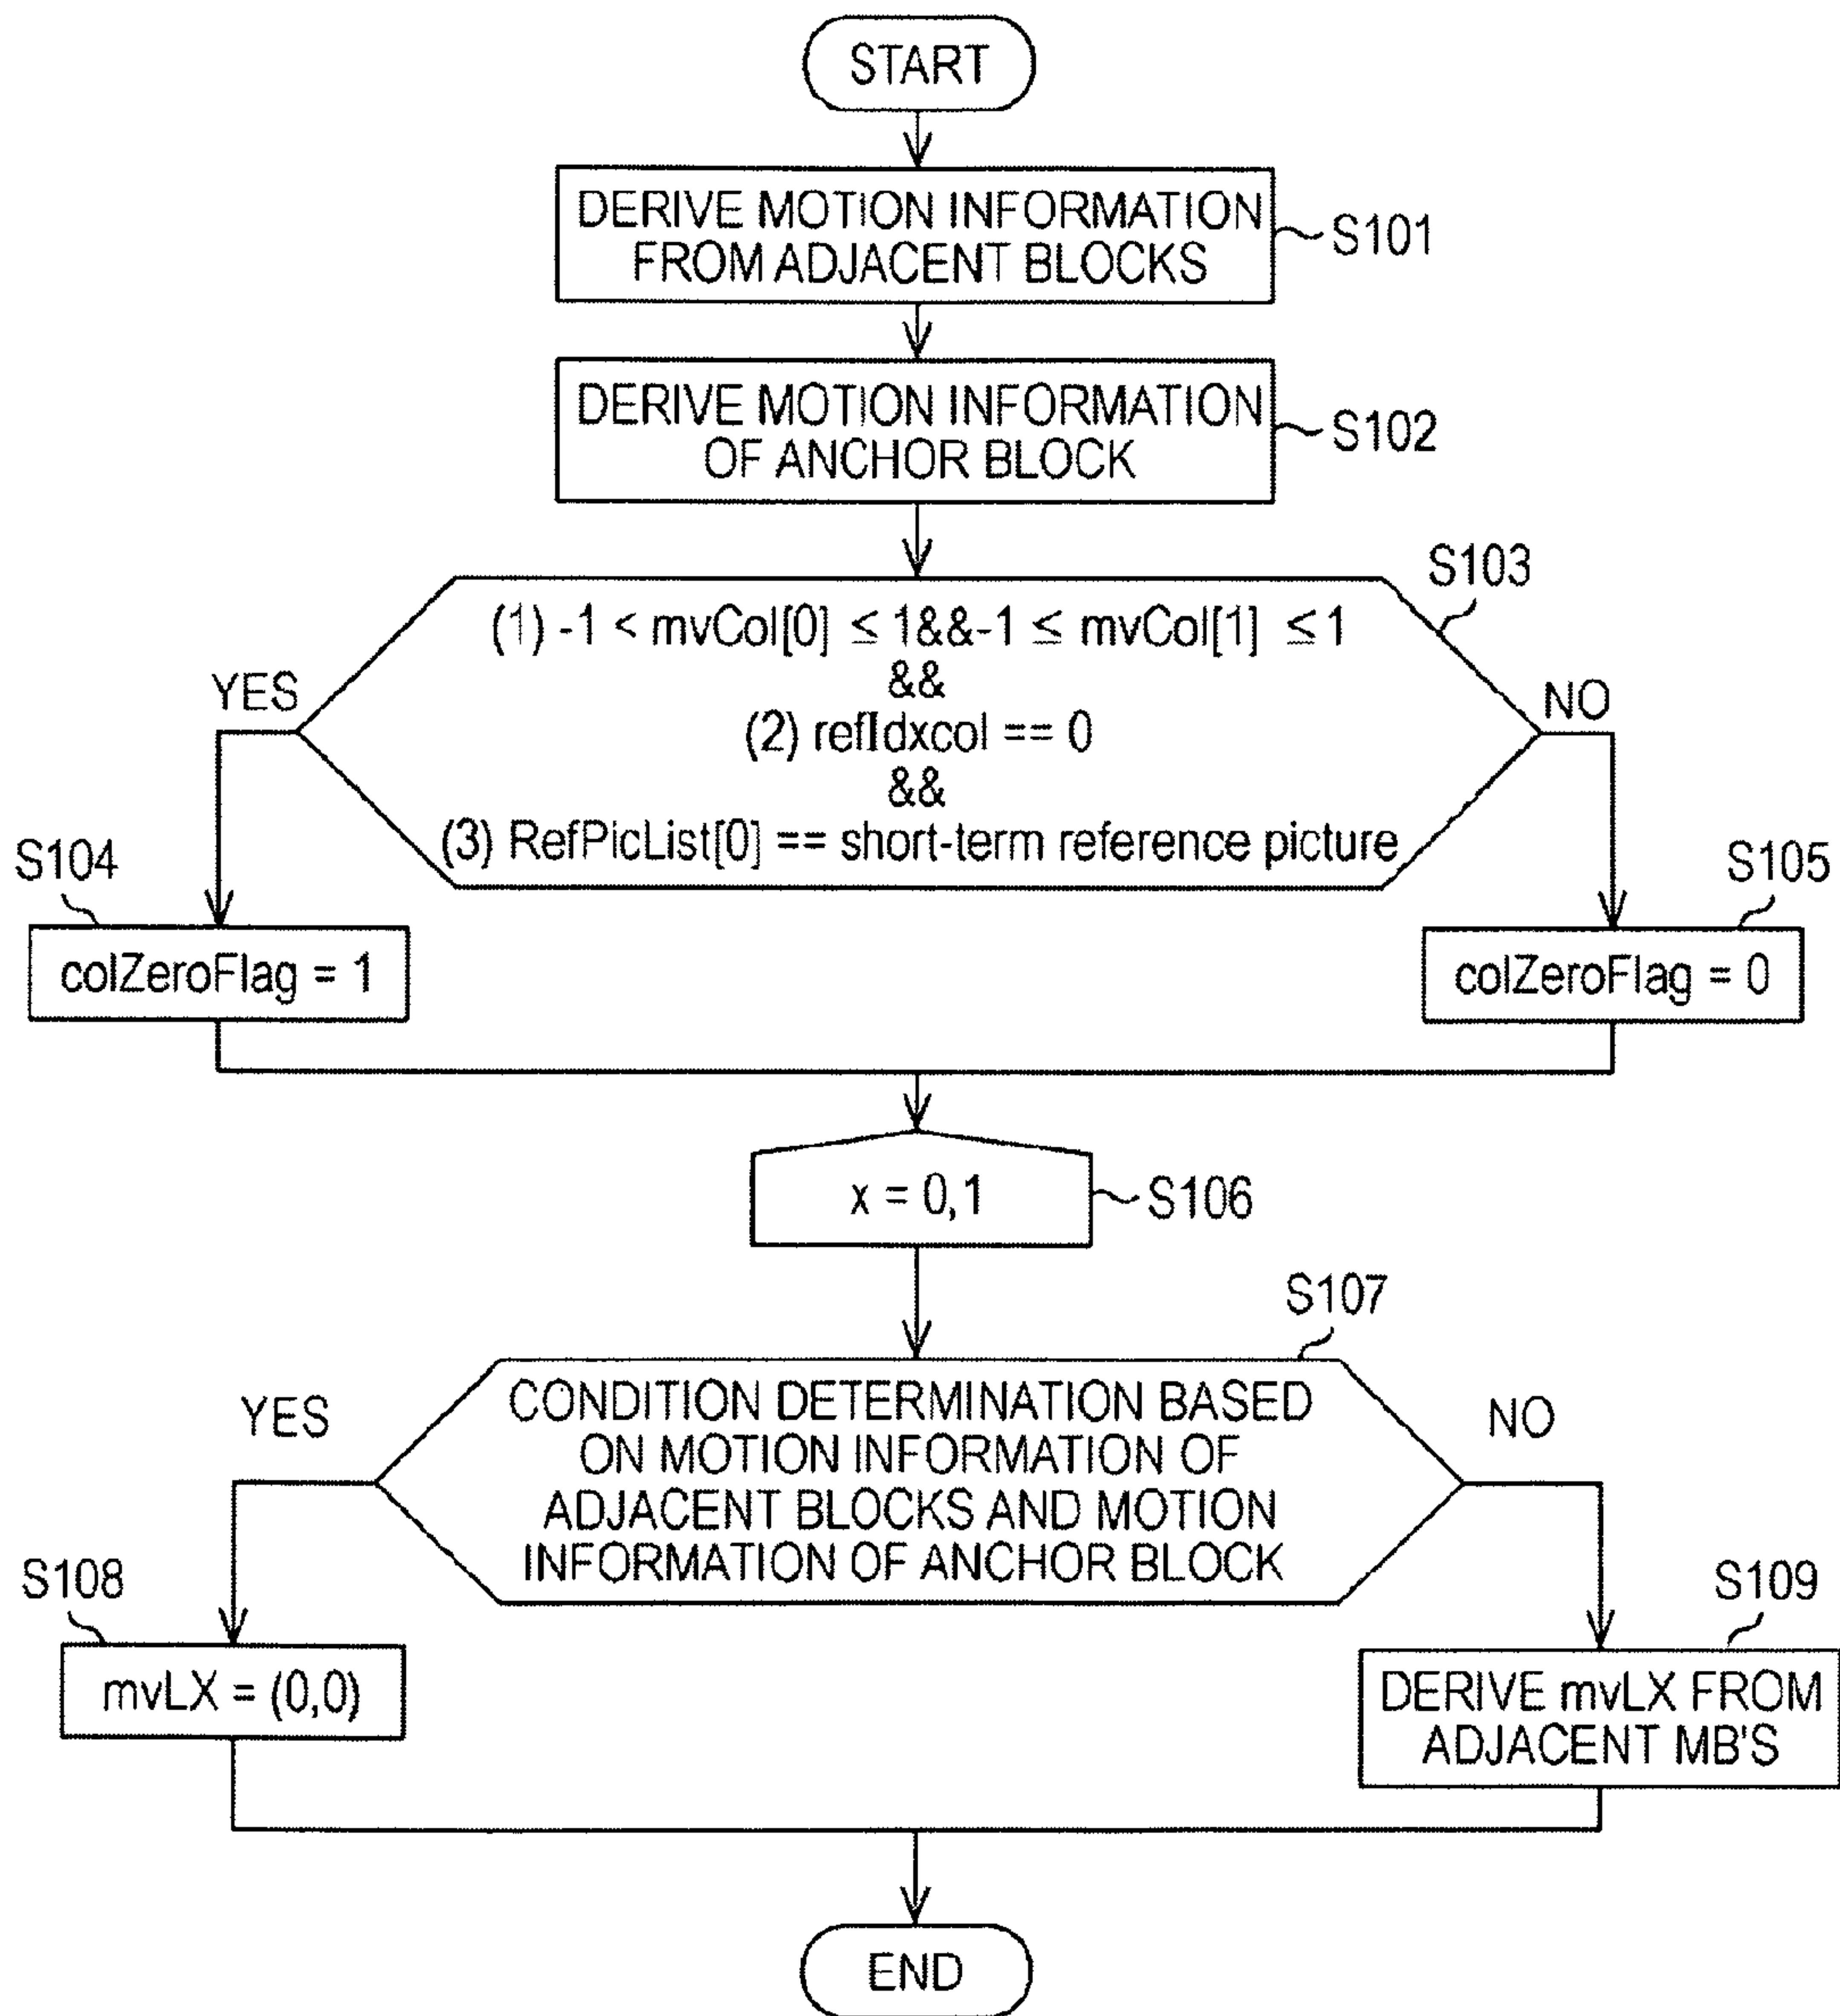 START
DERIVE MOTION INFORMATION
FROM ADJACENT BLOCKS
S101
DERIVE MOTION INFORMATION
OF ANCHOR BLOCK
S102
S103
(1) -1 < mvCol[0] ≤ 1&&-1 ≤ mvCol[1] ≤ 1
&&
(2) refIdxcol == 0
&&
(3) RefPicList[0] == short-term reference picture
YES
NO
S104
colZeroFlag = 1
S105
colZeroFlag = 0
x = 0,1
S106
S107
CONDITION DETERMINATION BASED
ON MOTION INFORMATION OF
ADJACENT BLOCKS AND MOTION
INFORMATION OF ANCHOR BLOCK
YES
NO
S108
mvLX = (0,0)
S109
DERIVE mvLX FROM
ADJACENT MB'S
END